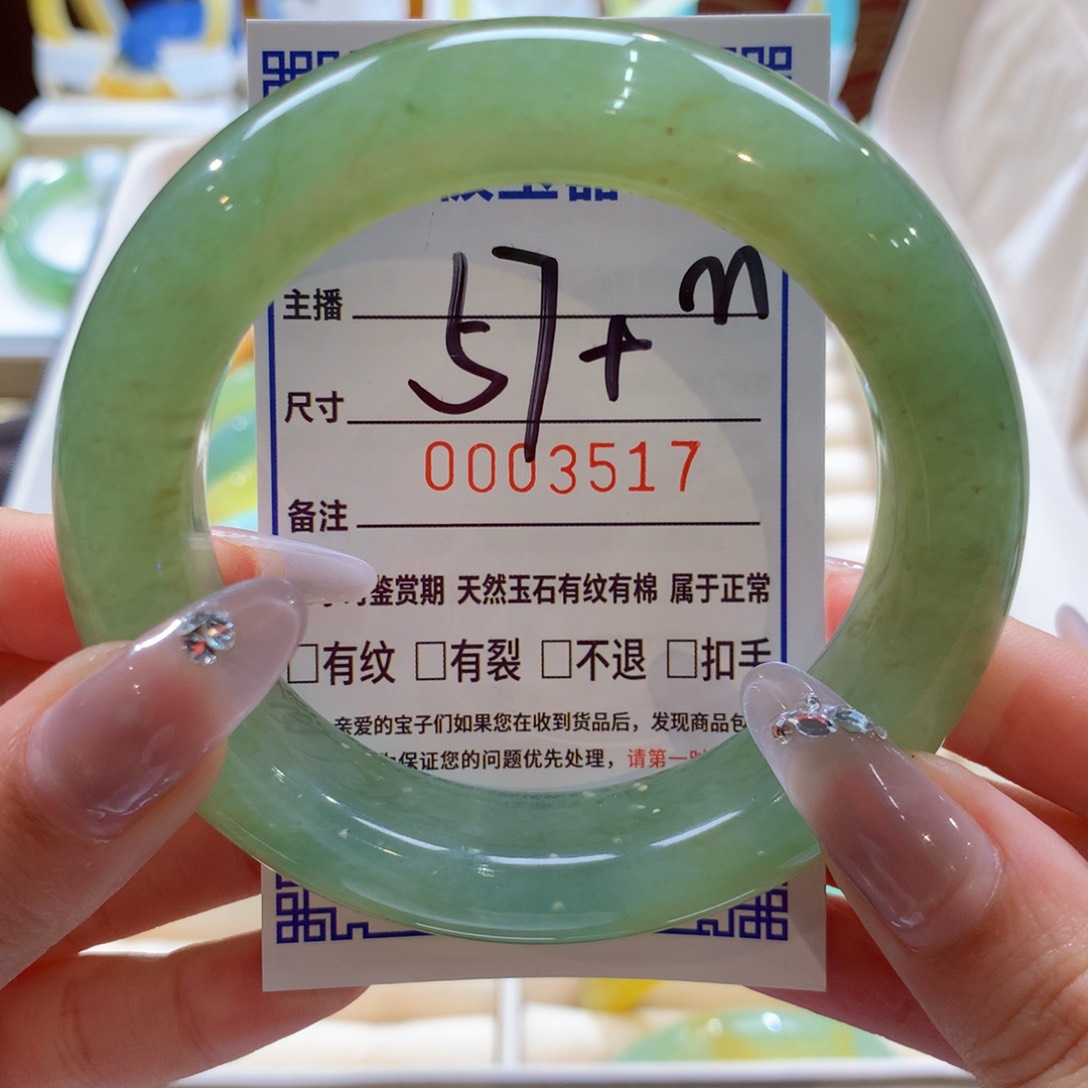 主播
57+
m
尺寸
0003517
备注
鉴赏期 天然玉石有纹有棉 属于正常
□有纹 □有裂 □不退 □扣手
亲爱的宝子们如果您在收到货品后，发现商品包
保证您的问题优先处理，请第一时